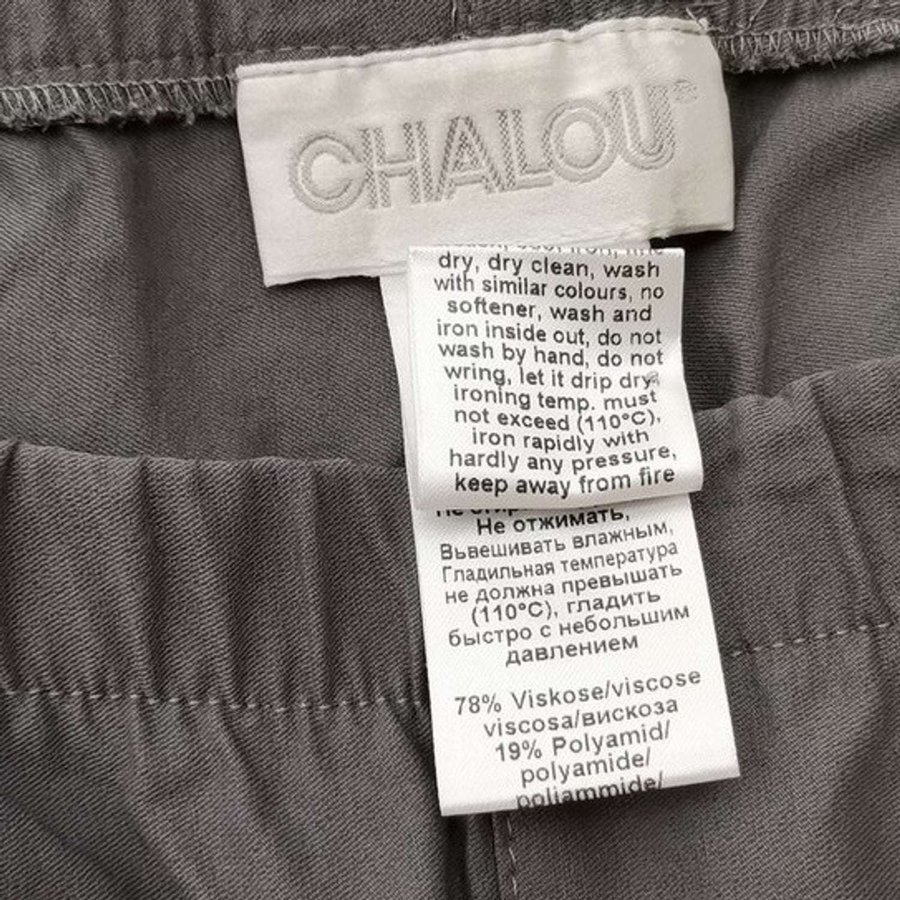 CHALOU
dry, dry clean, wash
with similar colours, no
softener, wash and
iron inside out, do not
wash by hand, do not
wring, let it drip dry,
ironing temp. must
not exceed (110°C),
iron rapidly with
hardly any pressure,
keep away from fire
Не отжимать,
Вывешивать влажным,
Гладильная температура
не должна превышать
(110°C), гладить
быстро с небольшим
давлением
78% Viskose/viscose
viscosa/вискоза
19% Polyamid/
polyamide/
poliammide/